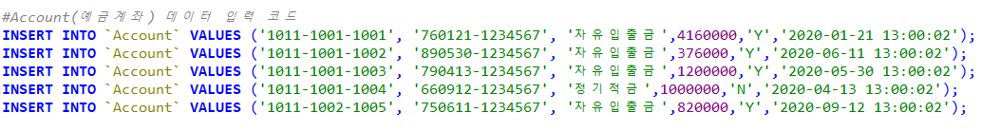 #Account(예금계좌) 데이터 입력 코드
INSERT INTO `Account` VALUES ('1011-1001-1001', '760121-1234567', '자유입출금',4160000,'Y','2020-01-21 13:00:02');
INSERT INTO `Account` VALUES ('1011-1001-1002', '890530-1234567', '자유입출금',376000,'Y','2020-06-11 13:00:02');
INSERT INTO `Account` VALUES ('1011-1001-1003', '790413-1234567', '자유입출금',1200000,'Y','2020-05-30 13:00:02');
INSERT INTO `Account` VALUES ('1011-1001-1004', '660912-1234567', '정기적금',1000000,'N','2020-04-13 13:00:02');
INSERT INTO `Account` VALUES ('1011-1002-1005', '750611-1234567', '자유입출금',820000,'Y','2020-09-12 13:00:02');